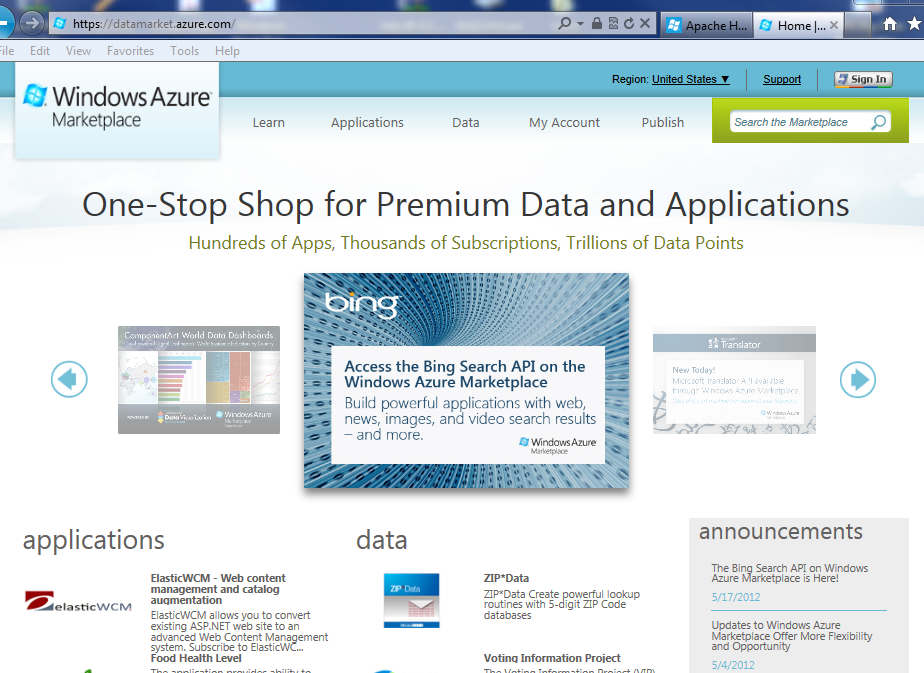 https://datamarket.azure.com/
Apache H...
Home |...
File Edit View Favorites Tools Help
Region: United States ▼ Support Sign In
Windows Azure
Marketplace
Learn Applications Data My Account Publish
Search the Marketplace
One-Stop Shop for Premium Data and Applications
Hundreds of Apps, Thousands of Subscriptions, Trillions of Data Points
ComponentArt World Data Dashboards
POWERED BY
Data Visualization
Windows Azure
Marketplace
bing
Access the Bing Search API on the
Windows Azure Marketplace
Build powerful applications with web,
news, images, and video search results
– and more.
Windows Azure
Marketplace
Translator
New Today!
Microsoft Translator API available
through Windows Azure Marketplace.
Windows Azure
applications
ElasticWCM - Web content
management and catalog
augmentation
elasticWCM
ElasticWCM allows you to convert
existing ASP.NET web site to an
advanced Web Content Management
system. Subscribe to ElasticWC...
Food Health Level
The application provides ability to
data
ZIP* Data
ZIP*Data
ZIP*Data Create powerful lookup
routines with 5-digit ZIP Code
databases
Voting Information Project
The Voting Information Project (VIP)
announcements
The Bing Search API on Windows
Azure Marketplace is Here!
5/17/2012
Updates to Windows Azure
Marketplace Offer More Flexibility
and Opportunity
5/4/2012